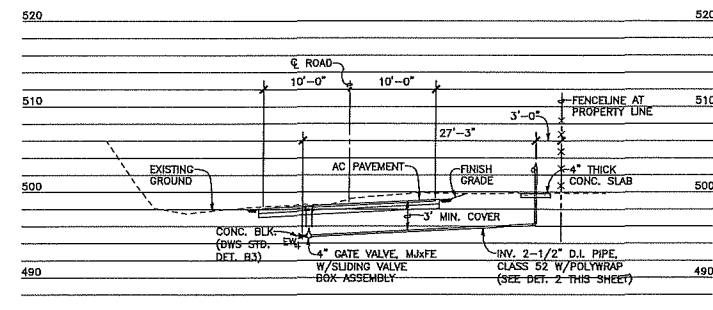 520 520
℄ ROAD
10'-0" 10'-0"
510 510
FENCELINE AT
PROPERTY LINE
3'-0"
27'-3"
EXISTING
GROUND
AC PAVEMENT
FINISH
GRADE
4" THICK
CONC. SLAB
500 500
3' MIN. COVER
CONC. BLK.
(DWS STD.
DET. B3)
4" GATE VALVE, MJxFE
W/SLIDING VALVE
BOX ASSEMBLY
INV. 2-1/2" D.I. PIPE,
CLASS 52 W/POLYWRAP
(SEE DET. 2 THIS SHEET)
490 490